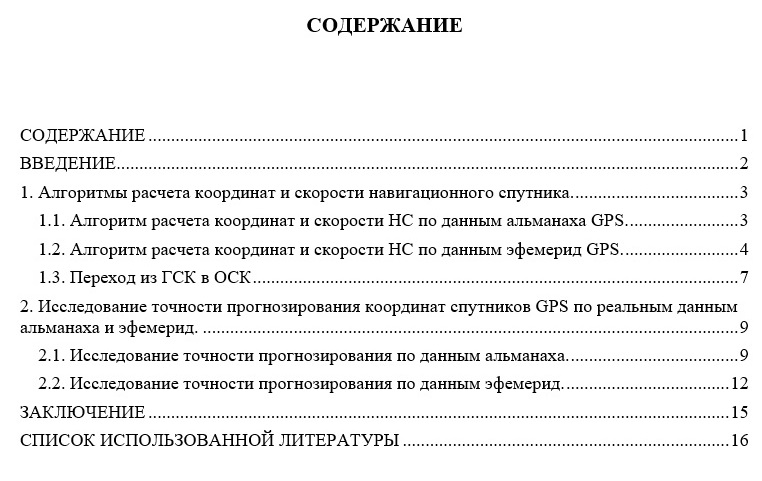 СОДЕРЖАНИЕ
СОДЕРЖАНИЕ ........ 1
ВВЕДЕНИЕ ........ 2
1. Алгоритмы расчета координат и скорости навигационного спутника. ........ 3
1.1. Алгоритм расчета координат и скорости НС по данным альманаха GPS. ........ 3
1.2. Алгоритм расчета координат и скорости НС по данным эфемерид GPS. ........ 4
1.3. Переход из ГСК в ОСК ........ 7
2. Исследование точности прогнозирования координат спутников GPS по реальным данным
альманаха и эфемерид. ........ 9
2.1. Исследование точности прогнозирования по данным альманаха. ........ 9
2.2. Исследование точности прогнозирования по данным эфемерид. ........ 12
ЗАКЛЮЧЕНИЕ ........ 15
СПИСОК ИСПОЛЬЗОВАННОЙ ЛИТЕРАТУРЫ ........ 16